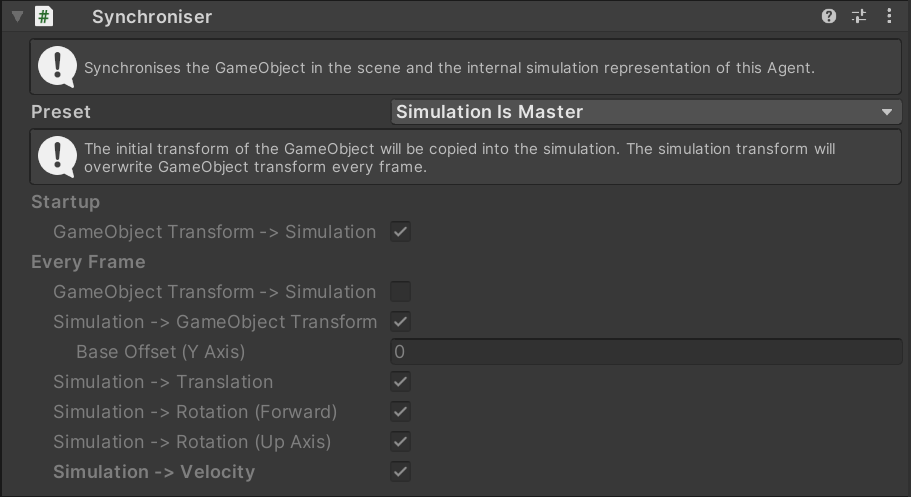 Synchroniser
Synchronises the GameObject in the scene and the internal simulation representation of this Agent.
Preset Simulation Is Master
The initial transform of the GameObject will be copied into the simulation. The simulation transform will
overwrite GameObject transform every frame.
Startup
GameObject Transform -> Simulation
Every Frame
GameObject Transform -> Simulation
Simulation -> GameObject Transform
Base Offset (Y Axis) 0
Simulation -> Translation
Simulation -> Rotation (Forward)
Simulation -> Rotation (Up Axis)
Simulation -> Velocity